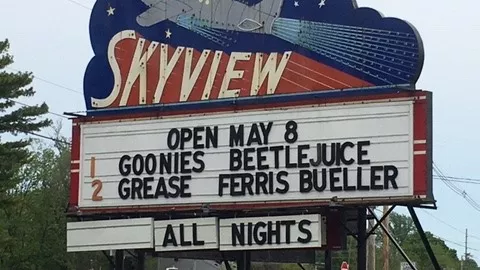 SKYVIEW
OPEN MAY 8
1 GOONIES BEETLEJUICE
2 GREASE FERRIS BUELLER
ALL NIGHTS